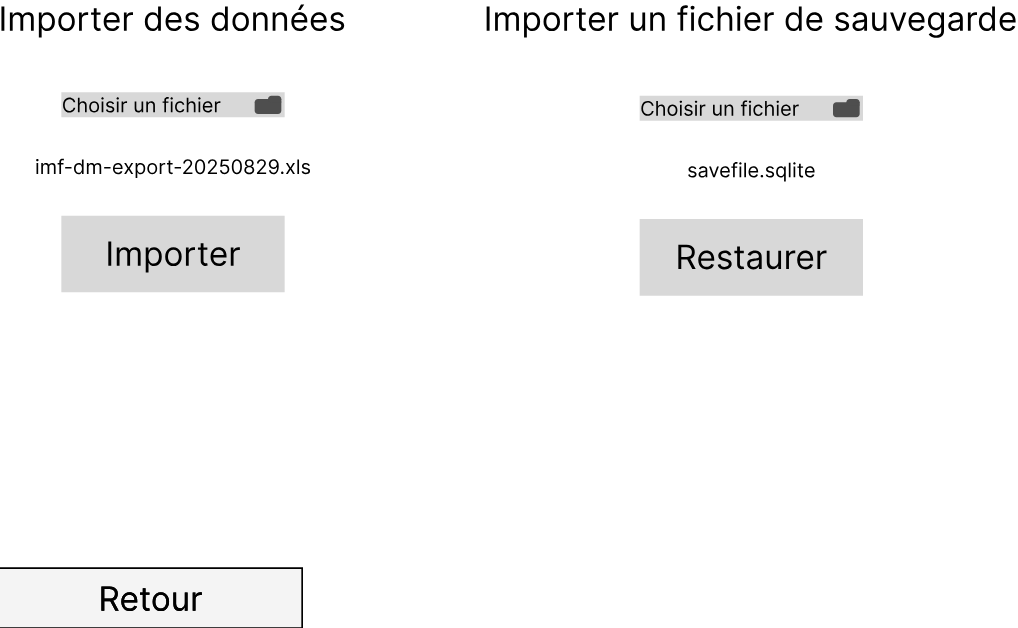 Importer des données
Importer un fichier de sauvegarde
Choisir un fichier
Choisir un fichier
imf-dm-export-20250829.xls
savefile.sqlite
Importer
Restaurer
Retour